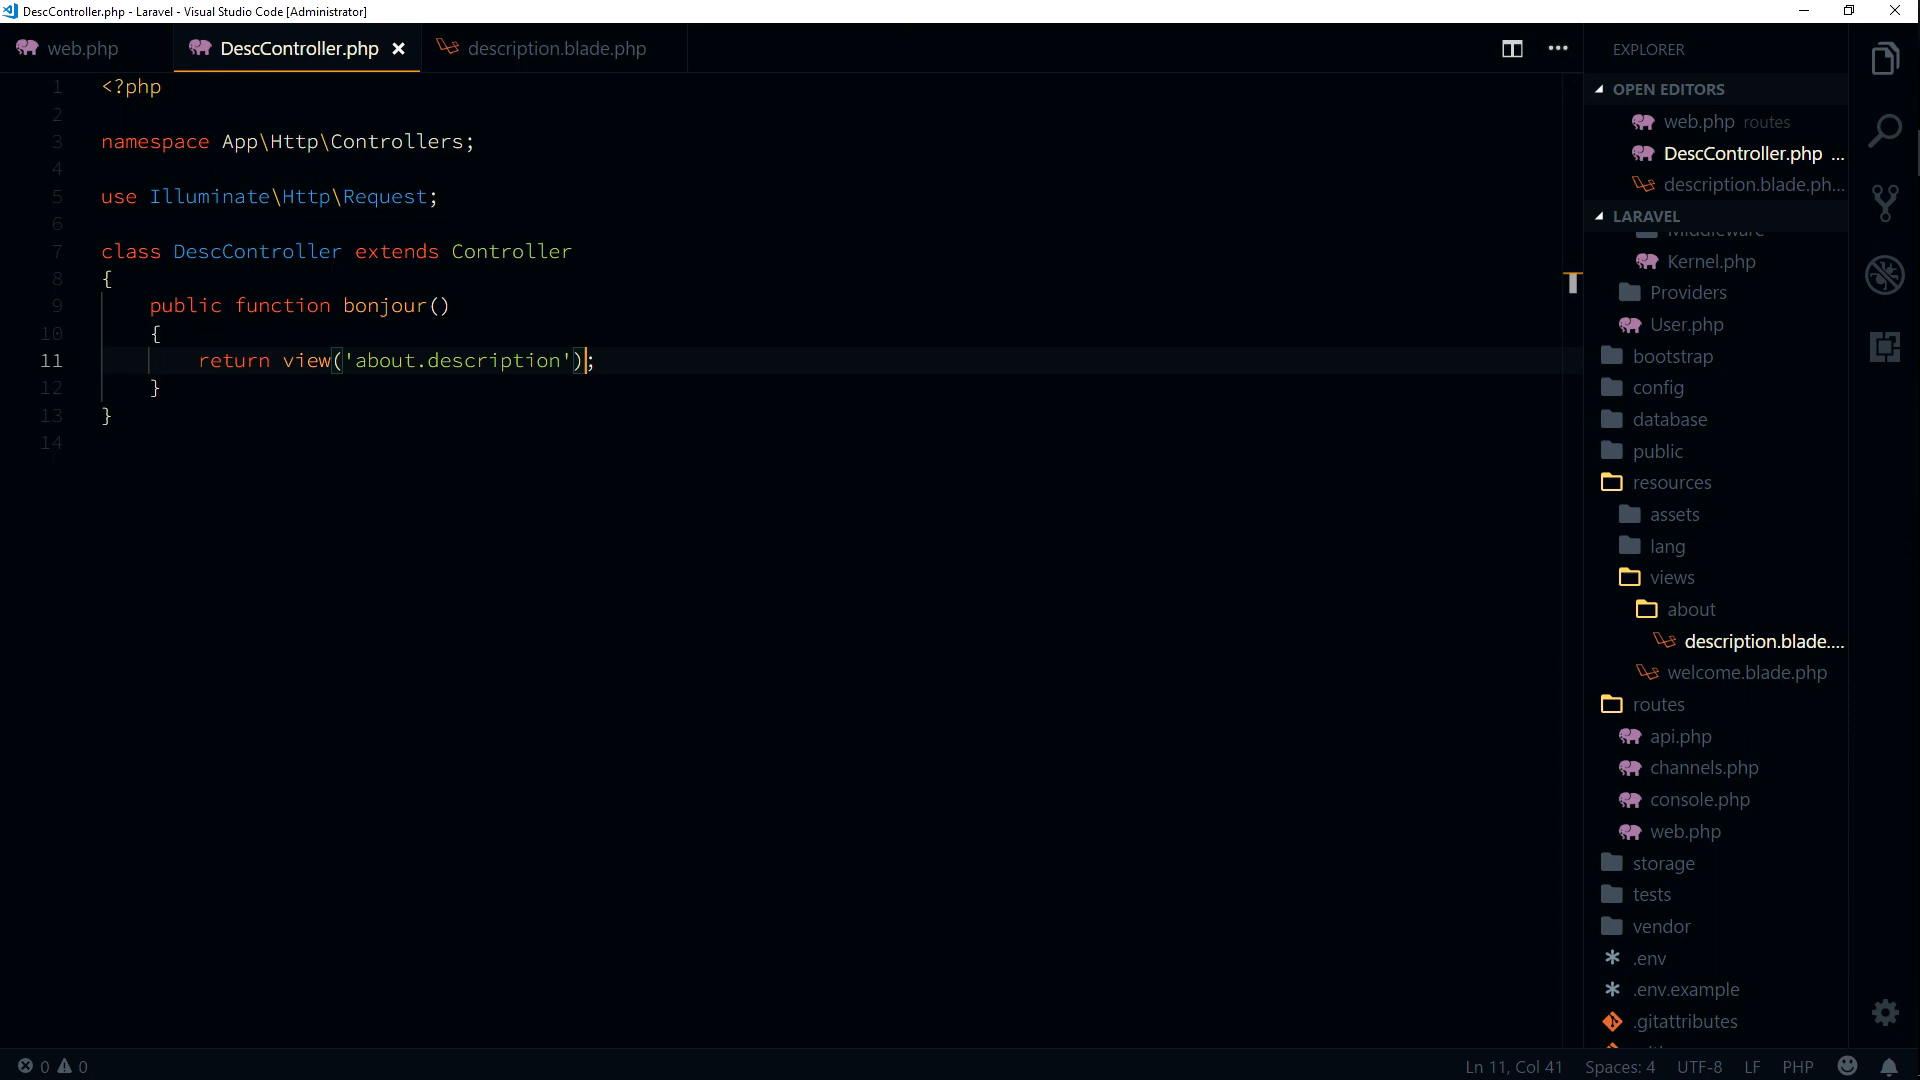 DescController.php - Laravel - Visual Studio Code [Administrator]
web.php
DescController.php
description.blade.php
1 <?php
2
3 namespace App\Http\Controllers;
4
5 use Illuminate\Http\Request;
6
7 class DescController extends Controller
8 {
9 public function bonjour()
10 {
11 return view('about.description');
12 }
13 }
14
EXPLORER
OPEN EDITORS
web.php routes
DescController.php ...
description.blade.ph...
LARAVEL
Middleware
Kernel.php
Providers
User.php
bootstrap
config
database
public
resources
assets
lang
views
about
description.blade....
welcome.blade.php
routes
api.php
channels.php
console.php
web.php
storage
tests
vendor
.env
.env.example
.gitattributes
0 0
Ln 11, Col 41 Spaces: 4 UTF-8 LF PHP